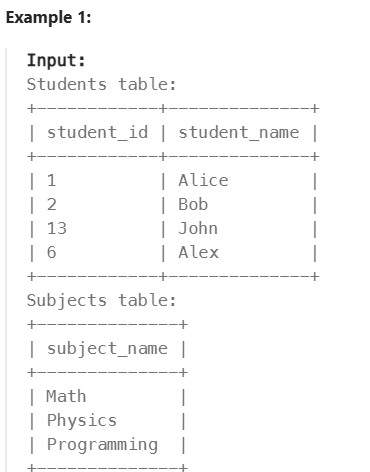 Example 1:
Input:
Students table:
+------------+--------------+
| student_id | student_name |
+------------+--------------+
| 1          | Alice        |
| 2          | Bob          |
| 13         | John         |
| 6          | Alex         |
+------------+--------------+
Subjects table:
+--------------+
| subject_name |
+--------------+
| Math         |
| Physics      |
| Programming  |
+--------------+